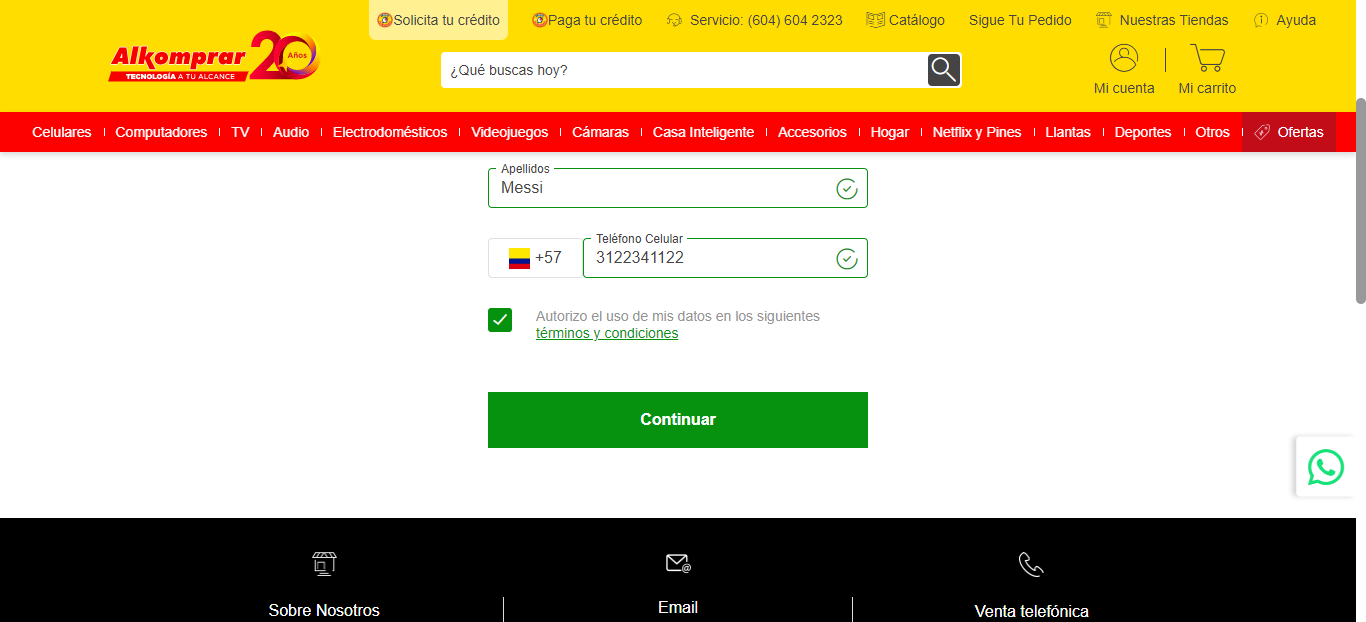 Solicita tu crédito
Paga tu crédito
Servicio: (604) 604 2323
Catálogo
Sigue Tu Pedido
Nuestras Tiendas
Ayuda
Alkomprar 20 Años
TECNOLOGÍA A TU ALCANCE
¿Qué buscas hoy?
Mi cuenta
Mi carrito
Celulares
Computadores
TV
Audio
Electrodomésticos
Videojuegos
Cámaras
Casa Inteligente
Accesorios
Hogar
Netflix y Pines
Llantas
Deportes
Otros
Ofertas
Apellidos
Messi
Teléfono Celular
+57
3122341122
Autorizo el uso de mis datos en los siguientes
términos y condiciones
Continuar
Sobre Nosotros
Email
Venta telefónica